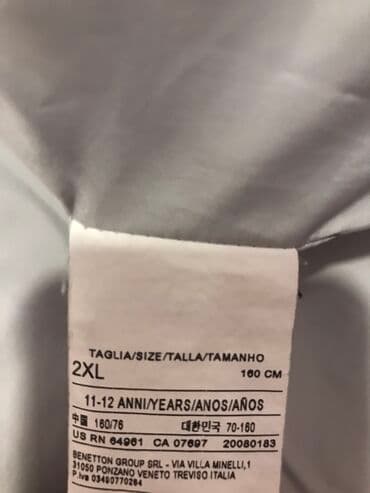 TAGLIA/SIZE/TALLA/TAMANHO
2XL 160 CM
11-12 ANNI/YEARS/ANOS/AÑOS
中国 160/76 대한민국 70-160
US RN 64961 CA 07697 20080183
BENETTON GROUP SRL - VIA VILLA MINELLI,1
31050 PONZANO VENETO TREVISO ITALIA
P.Iva 03490770264